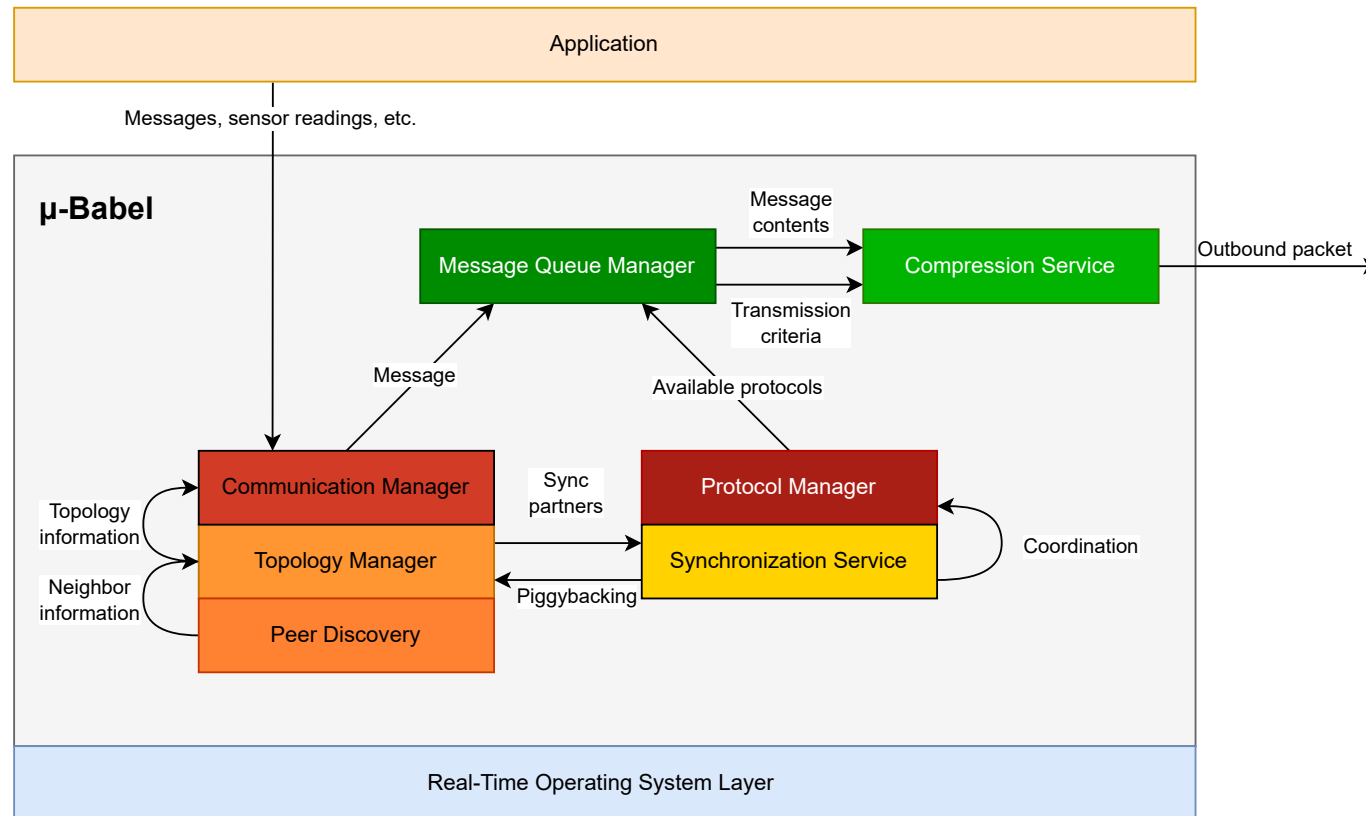 Application
Messages, sensor readings, etc.
μ-Babel
Message
contents
Message Queue Manager
Compression Service
Outbound packet
Transmission
criteria
Message
Available protocols
Communication Manager
Sync
partners
Protocol Manager
Topology
information
Topology Manager
Synchronization Service
Coordination
Neighbor
information
Piggybacking
Peer Discovery
Real-Time Operating System Layer